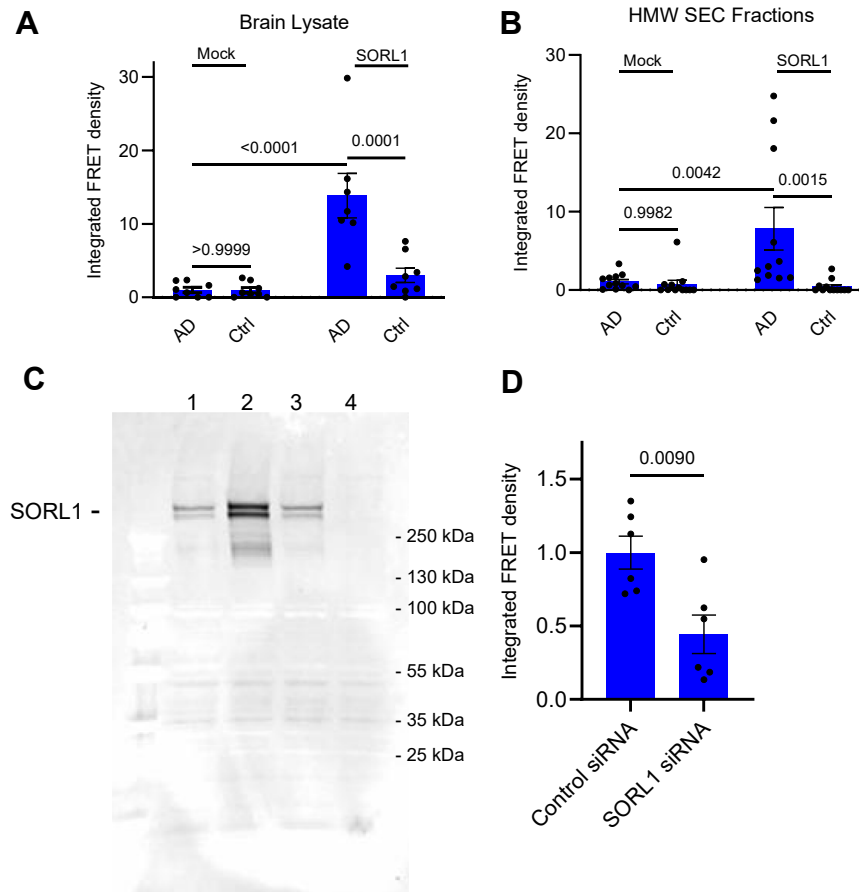 A
Brain Lysate
Mock
SORL1
Integrated FRET density
30
20
10
0
<0.0001
0.0001
>0.9999
AD
Ctrl
AD
Ctrl
B
HMW SEC Fractions
Mock
SORL1
Integrated FRET density
30
20
10
0
0.0042
0.0015
0.9982
AD
Ctrl
AD
Ctrl
C
1 2 3 4
SORL1 -
- 250 kDa
- 130 kDa
- 100 kDa
- 55 kDa
- 35 kDa
- 25 kDa
D
Integrated FRET density
1.5
1.0
0.5
0.0
0.0090
Control siRNA
SORL1 siRNA